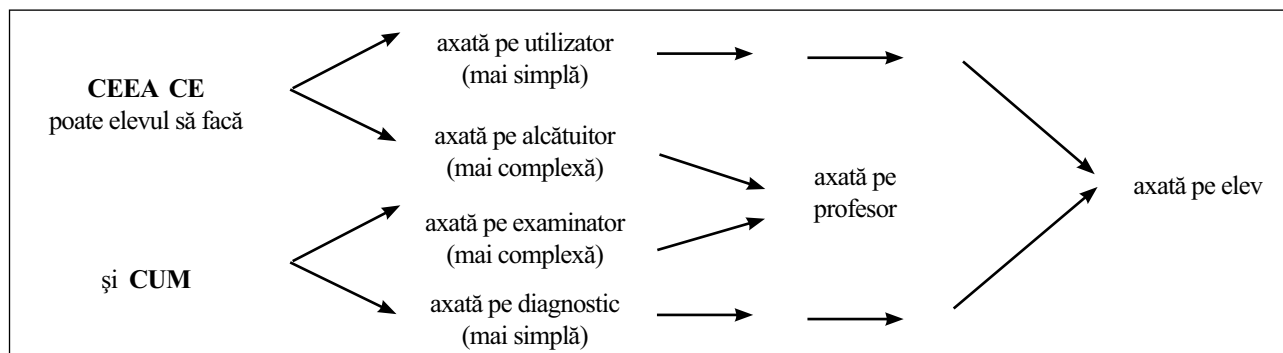 CEEA CE
poate elevul să facă
axată pe utilizator
(mai simplă)
axată pe alcătuitor
(mai complexă)
şi CUM
axată pe examinator
(mai complexă)
axată pe diagnostic
(mai simplă)
axată pe
profesor
axată pe elev